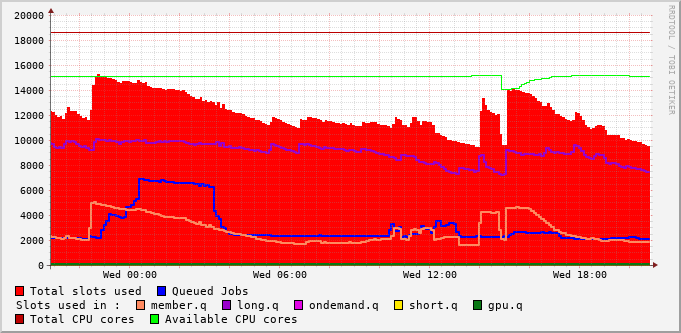 20000
18000
16000
14000
12000
10000
8000
6000
4000
2000
0
Wed 00:00 Wed 06:00 Wed 12:00 Wed 18:00
RRDTOOL / TOBI OETIKER
Total slots used Queued Jobs
Slots used in : member.q long.q ondemand.q short.q gpu.q
Total CPU cores Available CPU cores